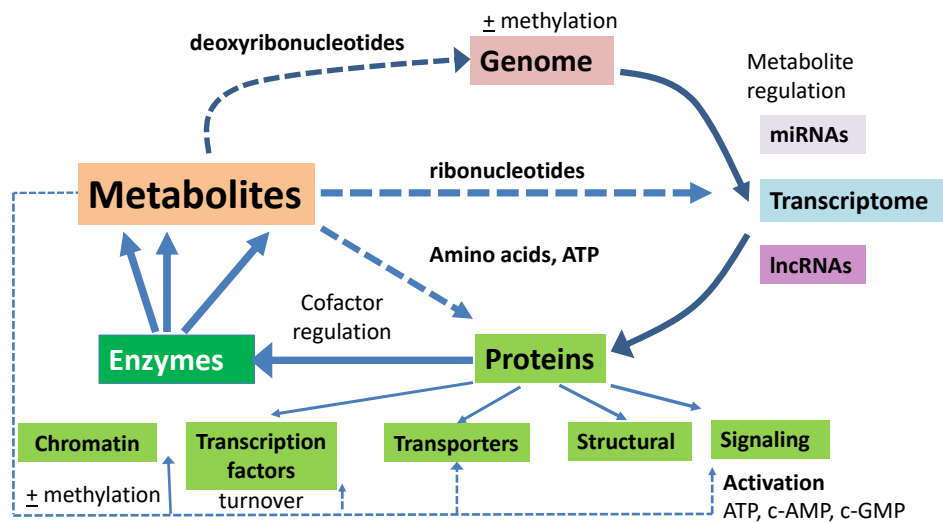 ± methylation
deoxyribonucleotides
Genome
Metabolite
regulation
miRNAs
Metabolites
ribonucleotides
Transcriptome
Amino acids, ATP
lncRNAs
Cofactor
regulation
Enzymes
Proteins
Chromatin
Transcription
factors
Transporters
Structural
Signaling
± methylation
turnover
Activation
ATP, c-AMP, c-GMP